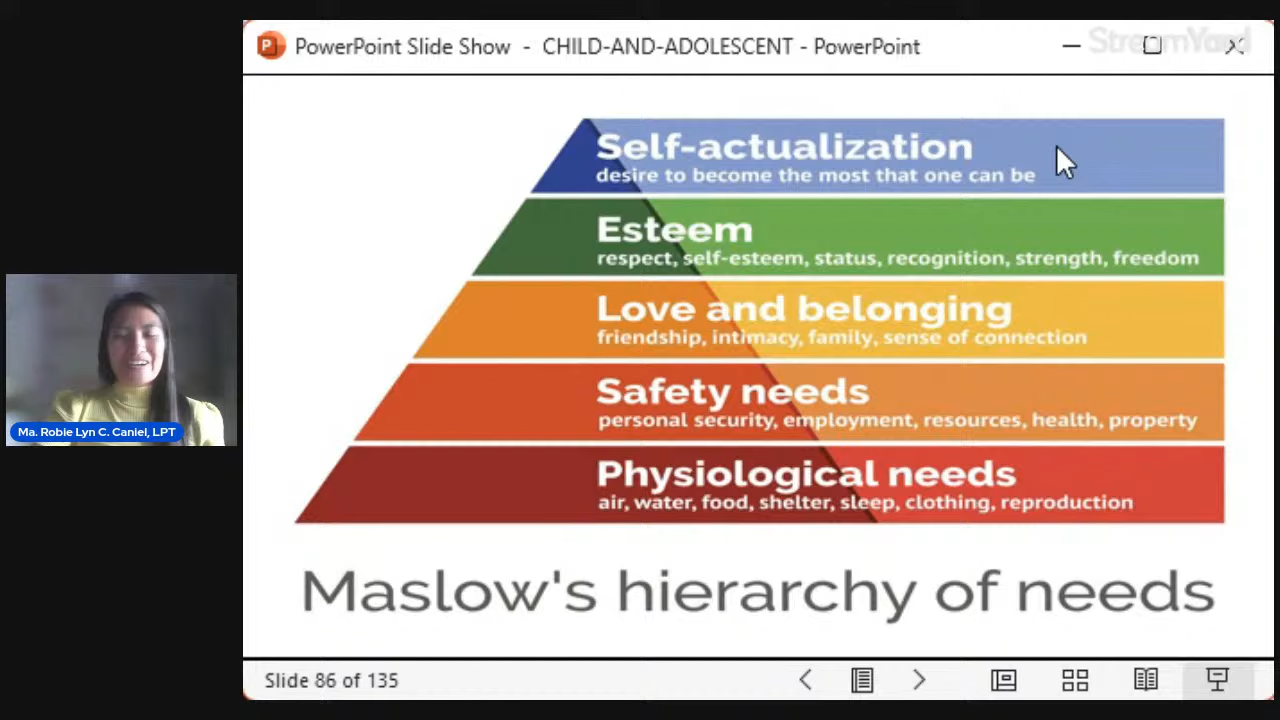 PowerPoint Slide Show - CHILD-AND-ADOLESCENT - PowerPoint
StreamYard
Self-actualization
desire to become the most that one can be
Esteem
respect, self-esteem, status, recognition, strength, freedom
Love and belonging
friendship, intimacy, family, sense of connection
Safety needs
personal security, employment, resources, health, property
Physiological needs
air, water, food, shelter, sleep, clothing, reproduction
Maslow's hierarchy of needs
Ma. Robie Lyn C. Caniel, LPT
Slide 86 of 135